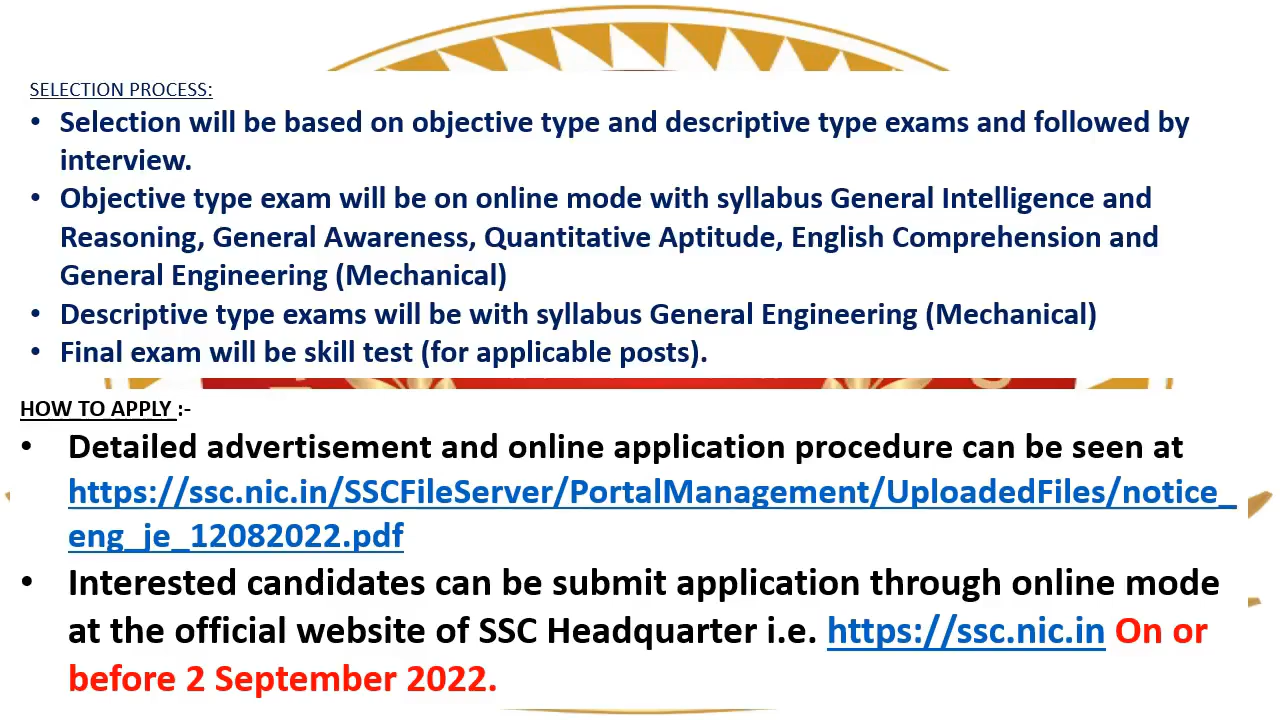 SELECTION PROCESS:
• Selection will be based on objective type and descriptive type exams and followed by
interview.
• Objective type exam will be on online mode with syllabus General Intelligence and
Reasoning, General Awareness, Quantitative Aptitude, English Comprehension and
General Engineering (Mechanical)
• Descriptive type exams will be with syllabus General Engineering (Mechanical)
• Final exam will be skill test (for applicable posts).
HOW TO APPLY :-
• Detailed advertisement and online application procedure can be seen at
https://ssc.nic.in/SSCFileServer/PortalManagement/UploadedFiles/notice_
eng_je_12082022.pdf
• Interested candidates can be submit application through online mode
at the official website of SSC Headquarter i.e. https://ssc.nic.in On or
before 2 September 2022.